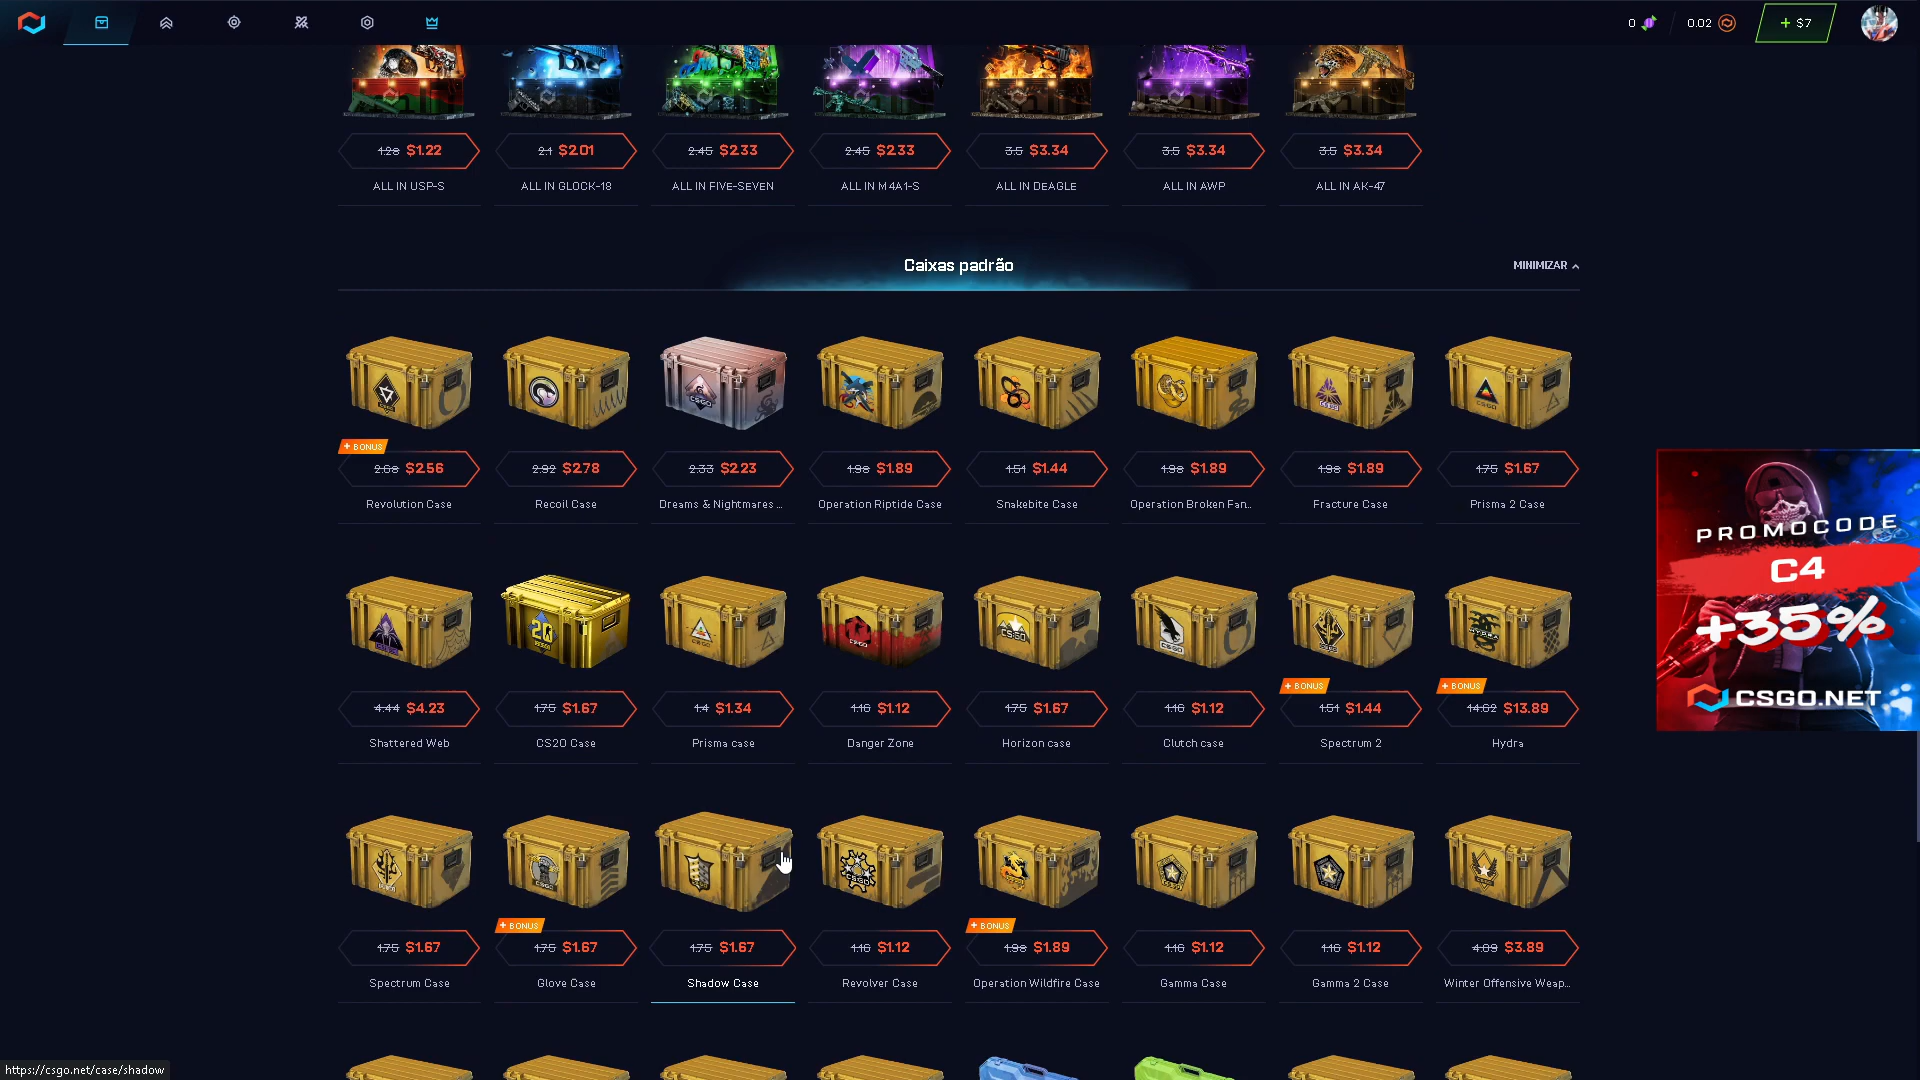 0
0.02
+ $7
1.28 $1.22
2.1 $2.01
2.45 $2.33
2.45 $2.33
3.5 $3.34
3.5 $3.34
3.5 $3.34
ALL IN USP-S
ALL IN GLOCK-18
ALL IN FIVE-SEVEN
ALL IN M4A1-S
ALL IN DEAGLE
ALL IN AWP
ALL IN AK-47
Caixas padrão
MINIMIZAR
+ BONUS
2.68 $2.56
2.92 $2.78
2.33 $2.23
1.98 $1.89
1.51 $1.44
1.98 $1.89
1.98 $1.89
1.75 $1.67
Revolution Case
Recoil Case
Dreams & Nightmares ...
Operation Riptide Case
Snakebite Case
Operation Broken Fan...
Fracture Case
Prisma 2 Case
+ BONUS
+ BONUS
4.44 $4.23
1.75 $1.67
1.4 $1.34
1.16 $1.12
1.75 $1.67
1.16 $1.12
1.51 $1.44
14.62 $13.89
Shattered Web
CS20 Case
Prisma case
Danger Zone
Horizon case
Clutch case
Spectrum 2
Hydra
+ BONUS
+ BONUS
1.75 $1.67
1.75 $1.67
1.75 $1.67
1.16 $1.12
1.98 $1.89
1.16 $1.12
1.16 $1.12
4.09 $3.89
Spectrum Case
Glove Case
Shadow Case
Revolver Case
Operation Wildfire Case
Gamma Case
Gamma 2 Case
Winter Offensive Weap...
PROMOCODE
C4
+35%
CSGO.NET
https://csgo.net/case/shadow